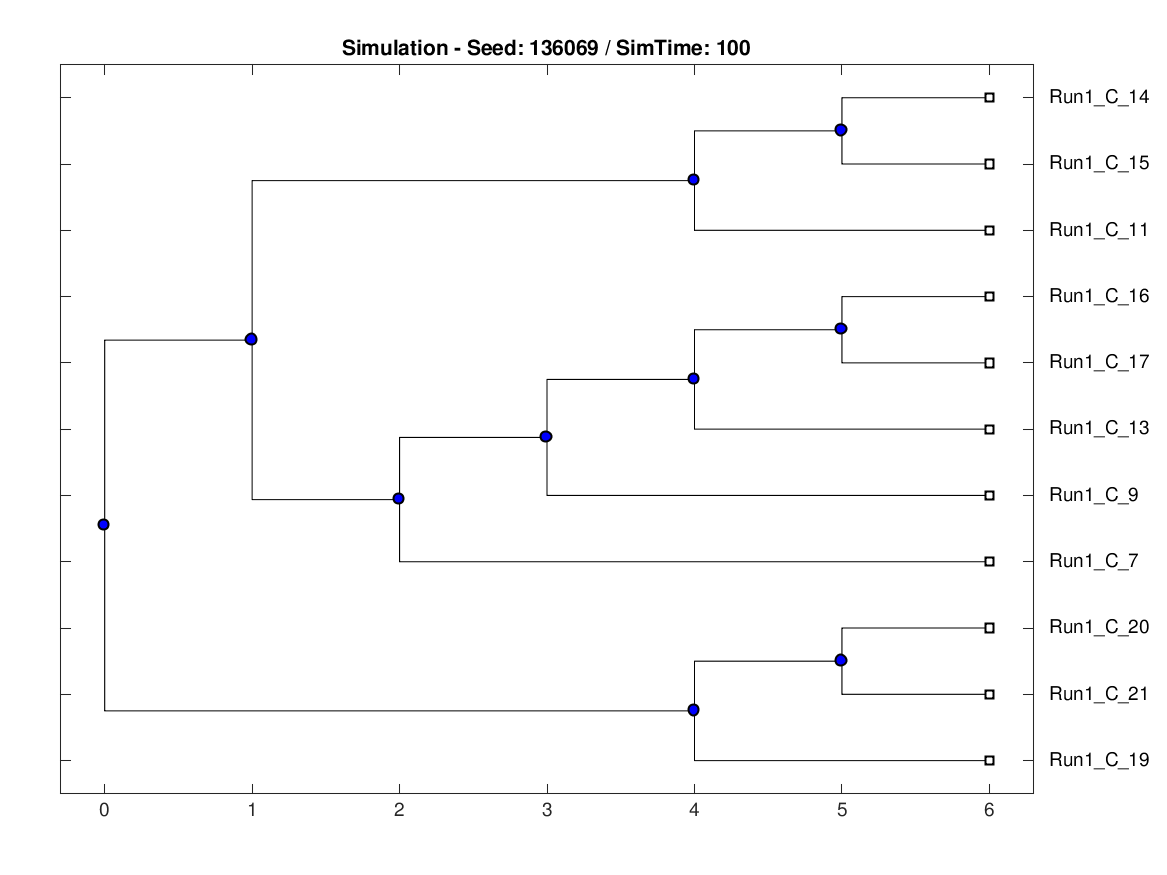 Simulation - Seed: 136069 / SimTime: 100
Run1_C_14
Run1_C_15
Run1_C_11
Run1_C_16
Run1_C_17
Run1_C_13
Run1_C_9
Run1_C_7
Run1_C_20
Run1_C_21
Run1_C_19
0 1 2 3 4 5 6